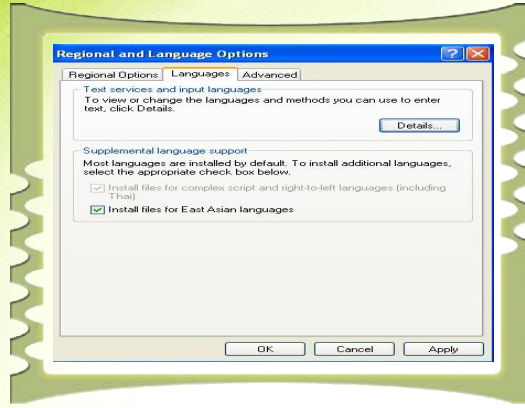 Regional and Language Options
Regional Options Languages Advanced
Text services and input languages
To view or change the languages and methods you can use to enter
text, click Details.
Details...
Supplemental language support
Most languages are installed by default. To install additional languages,
select the appropriate check box below.
Install files for complex script and right-to-left languages (including
Thai)
Install files for East Asian languages
OK Cancel Apply